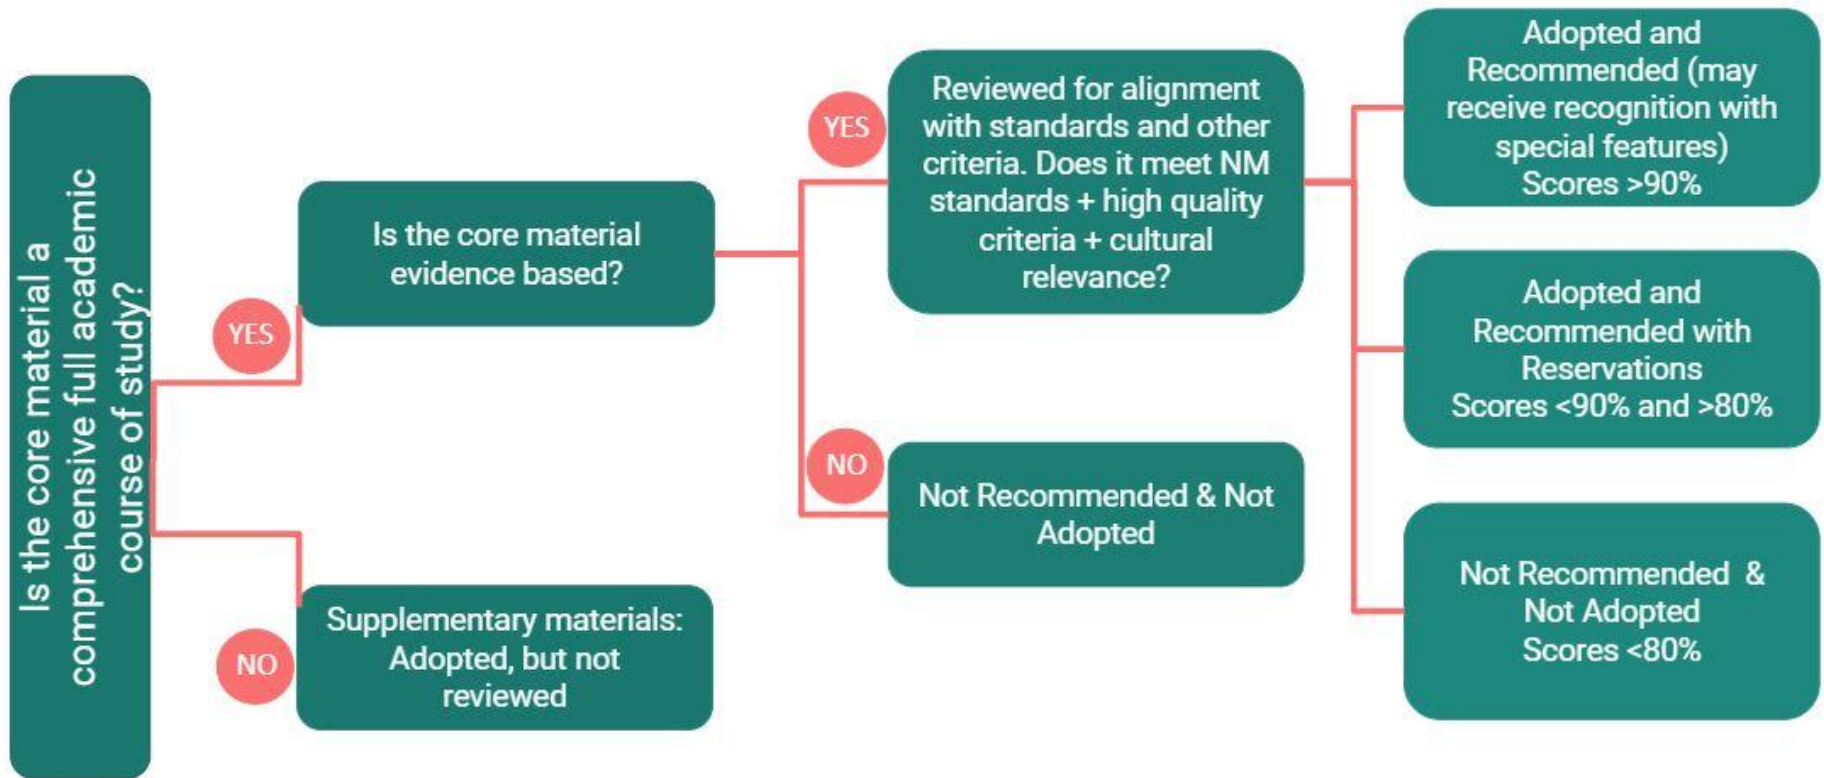 Is the core material a
comprehensive full academic
course of study?
YES
NO
Is the core material
evidence based?
Supplementary materials:
Adopted, but not
reviewed
YES
NO
Reviewed for alignment
with standards and other
criteria. Does it meet NM
standards + high quality
criteria + cultural
relevance?
Not Recommended & Not
Adopted
Adopted and
Recommended (may
receive recognition with
special features)
Scores >90%
Adopted and
Recommended with
Reservations
Scores <90% and >80%
Not Recommended &
Not Adopted
Scores <80%